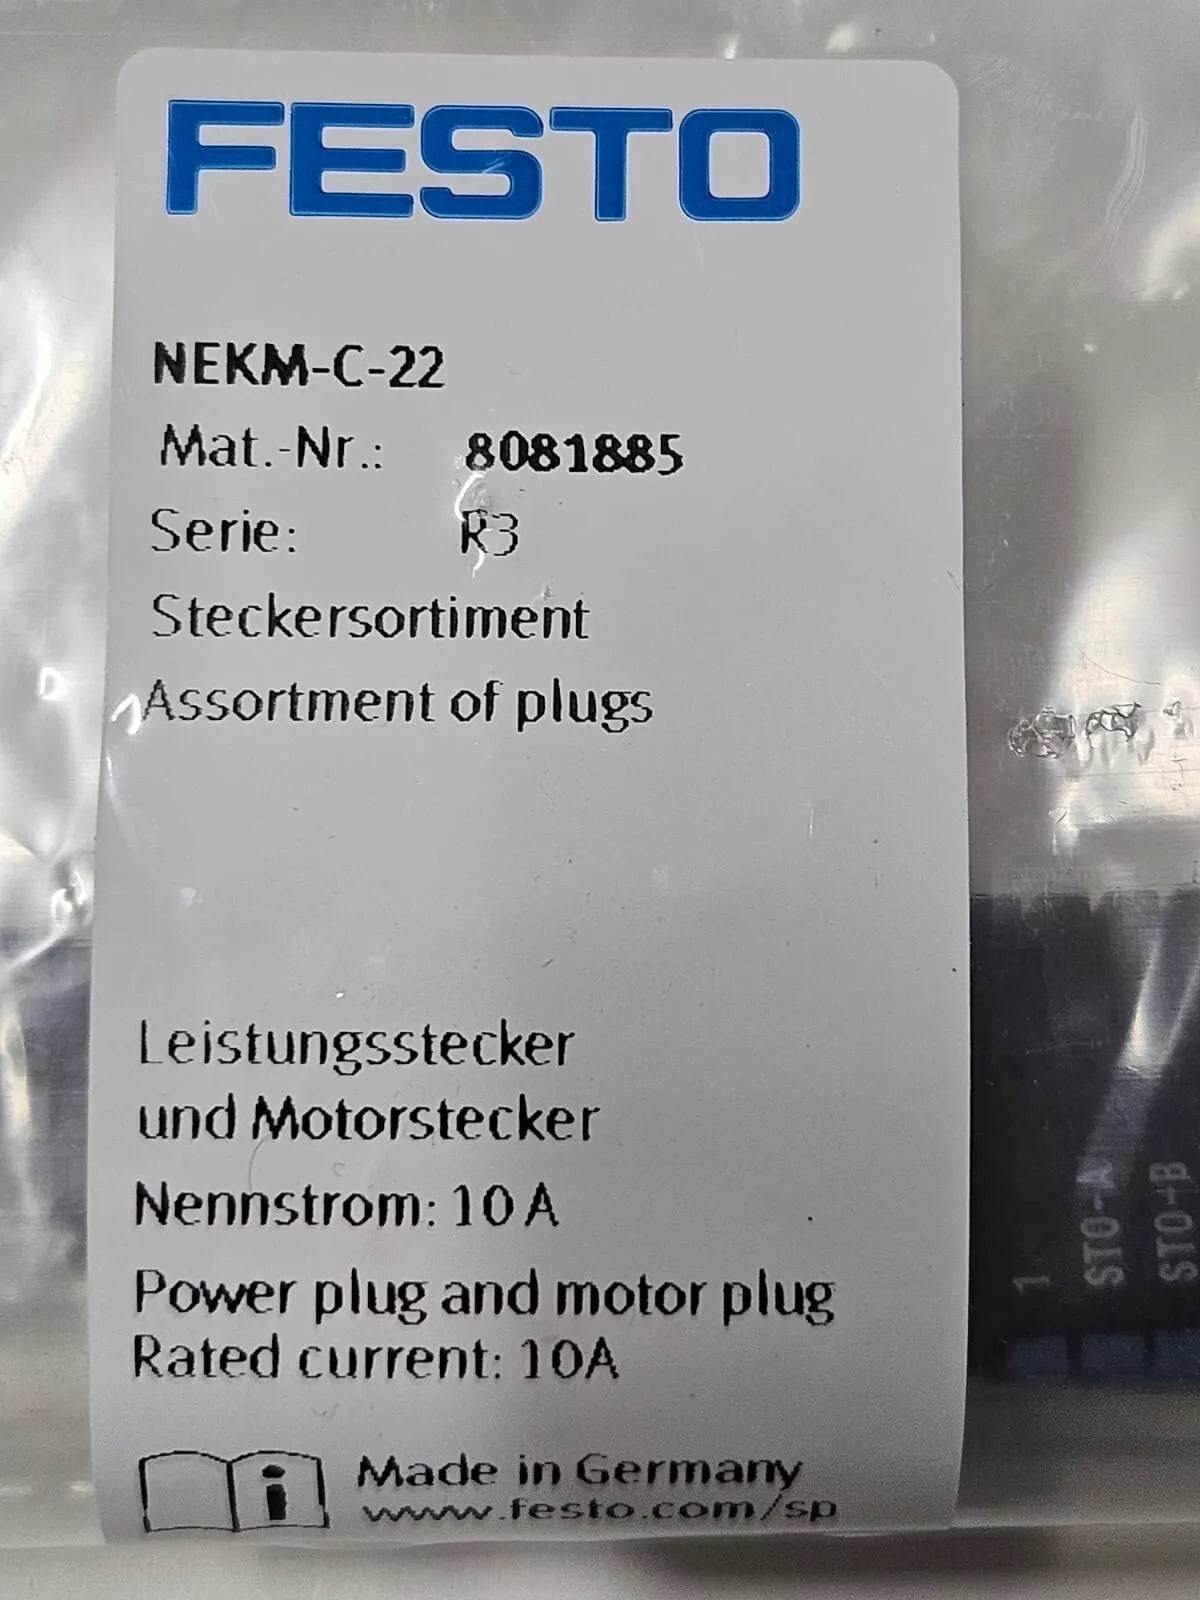 FESTO
NEKM-C-22
Mat.-Nr.: 8081885
Serie: R3
Steckersortiment
Assortment of plugs
Leistungsstecker
und Motorstecker
Nennstrom: 10 A
Power plug and motor plug
Rated current: 10A
Made in Germany
www.festo.com/sp
1
STO-A
STO-B